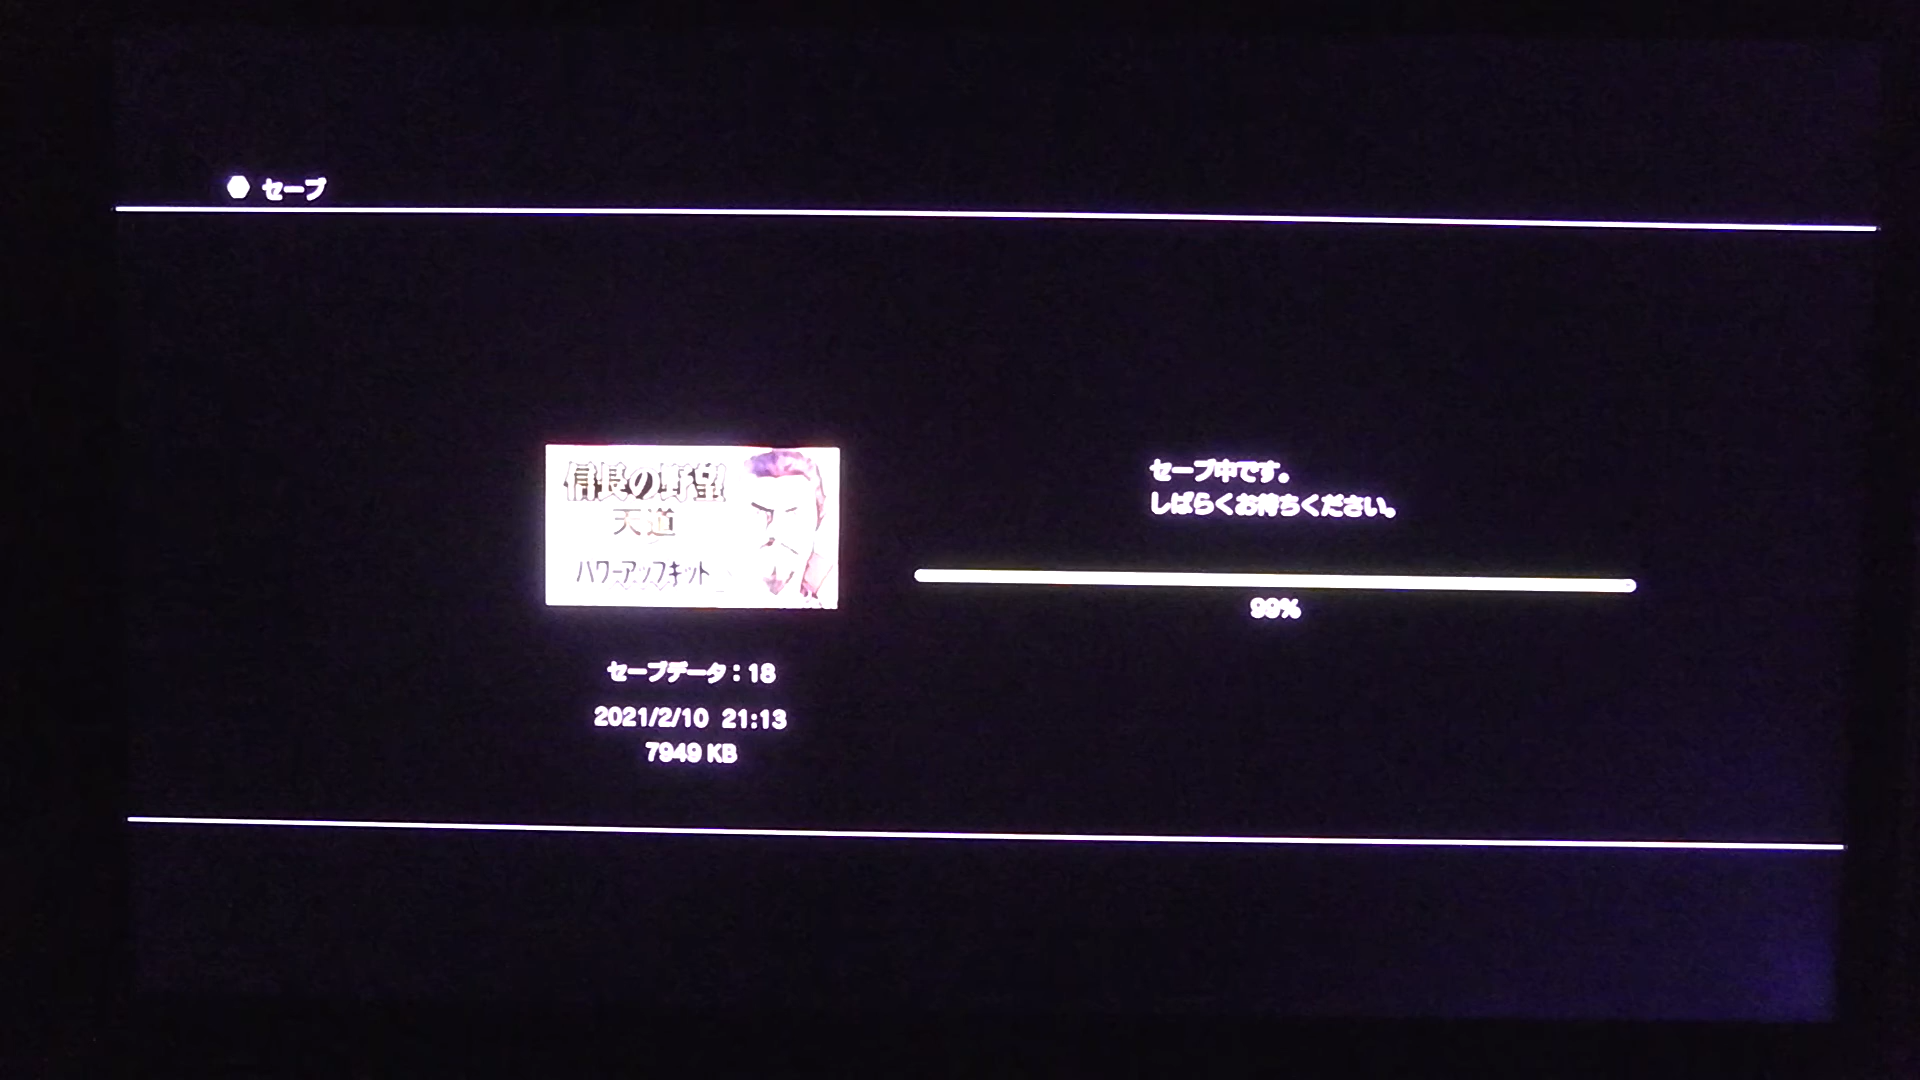 セーブ
信長の野望
天道
パワーアップキット
セーブ中です。
しばらくお待ちください。
99%
セーブデータ:18
2021/2/10 21:13
7949 KB